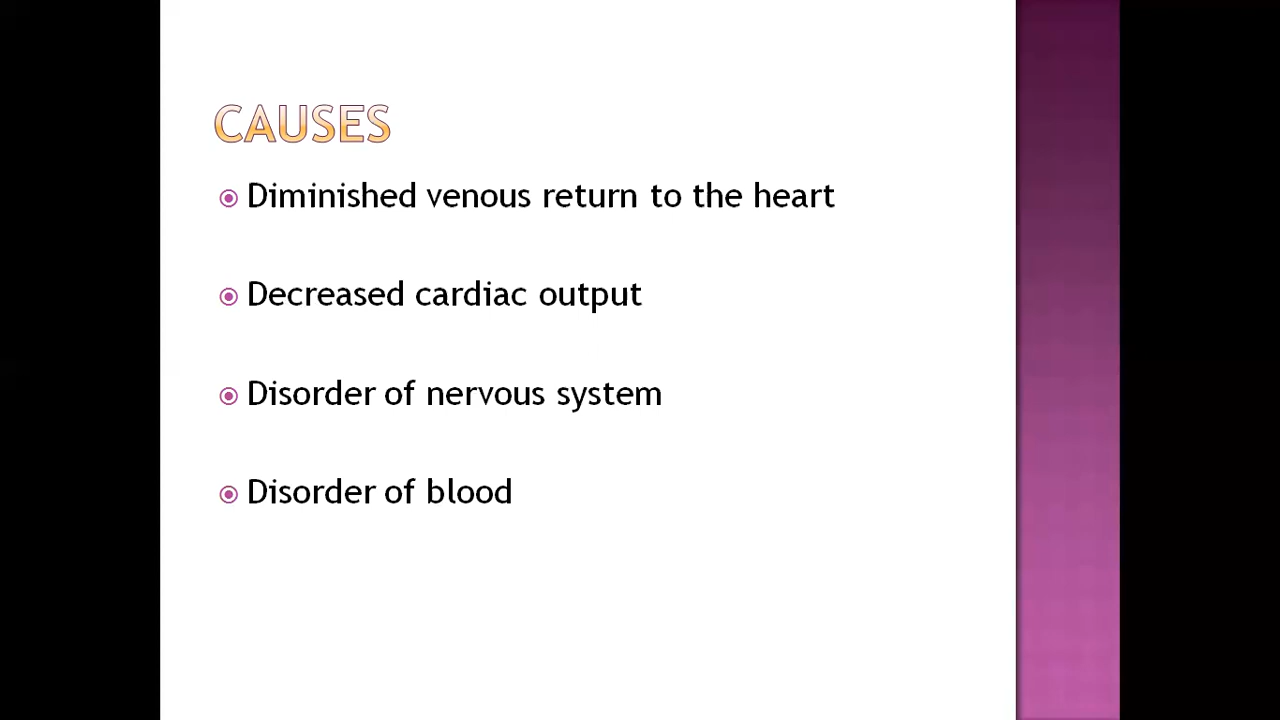 CAUSES
Diminished venous return to the heart
Decreased cardiac output
Disorder of nervous system
Disorder of blood